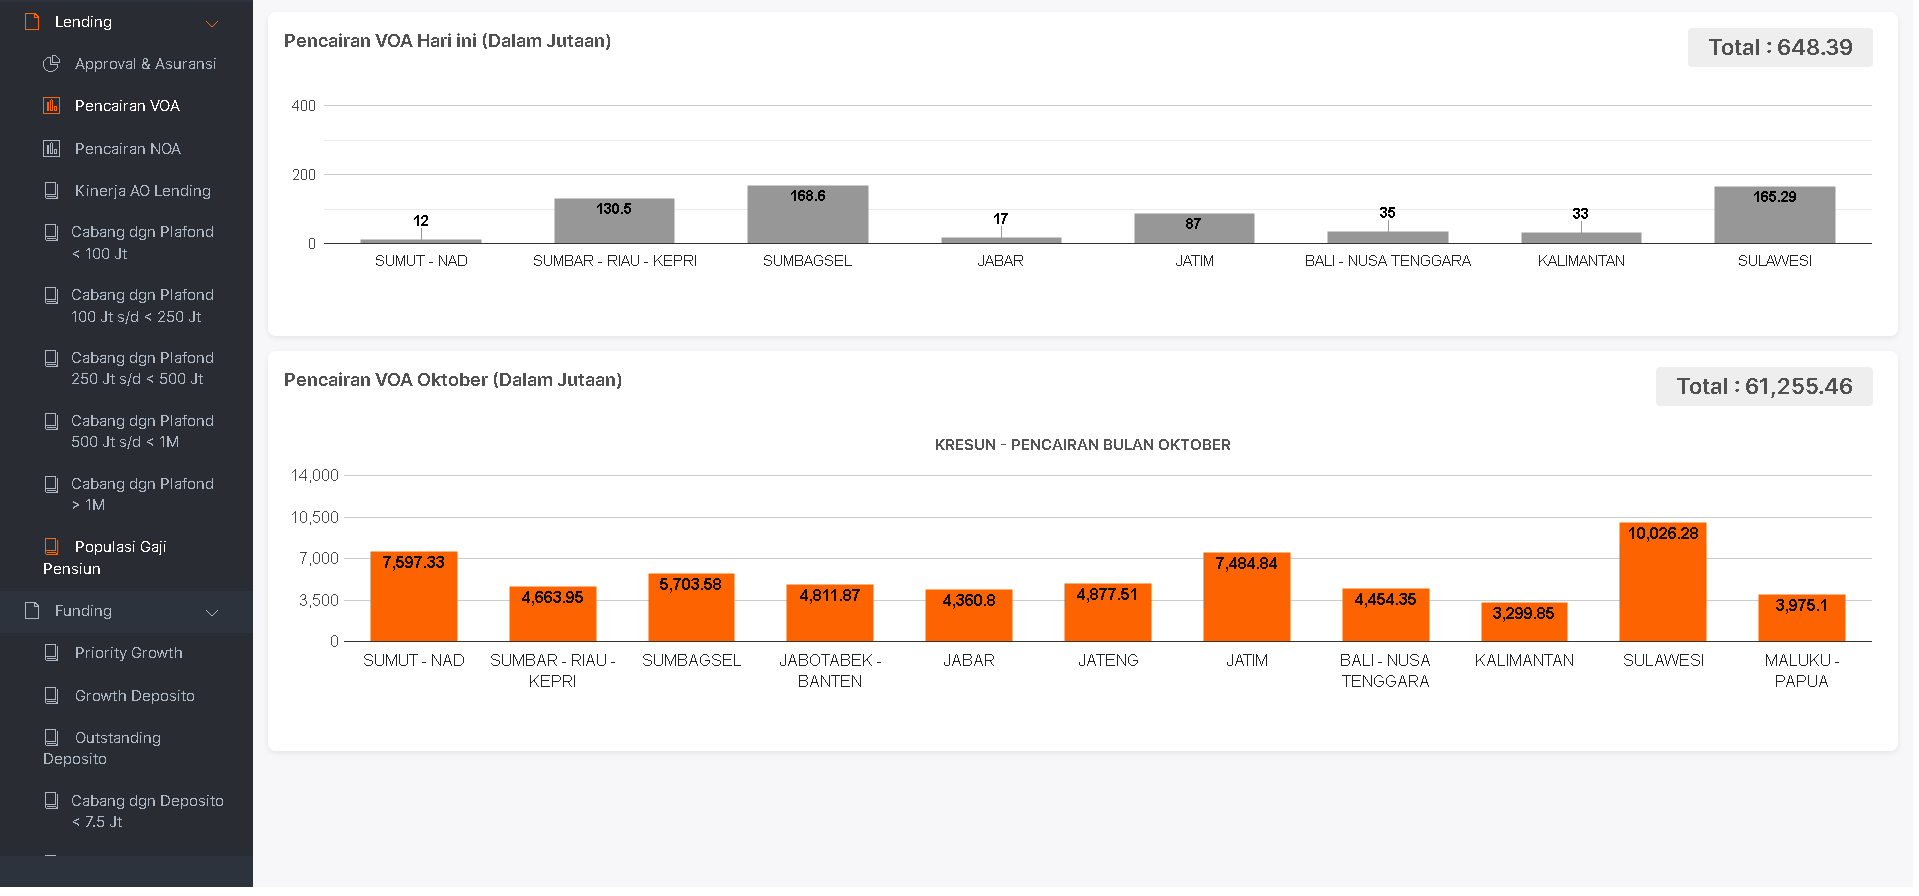 Lending
Approval & Asuransi
Pencairan VOA
Pencairan NOA
Kinerja AO Lending
Cabang dgn Plafond
< 100 Jt
Cabang dgn Plafond
100 Jt s/d < 250 Jt
Cabang dgn Plafond
250 Jt s/d < 500 Jt
Cabang dgn Plafond
500 Jt s/d < 1M
Cabang dgn Plafond
> 1M
Populasi Gaji
Pensiun
Funding
Priority Growth
Growth Deposito
Outstanding
Deposito
Cabang dgn Deposito
< 7.5 Jt
Pencairan VOA Hari ini (Dalam Jutaan)
Total : 648.39
400
200
0
12
130.5
168.6
17
87
35
33
165.29
SUMUT - NAD
SUMBAR - RIAU - KEPRI
SUMBAGSEL
JABAR
JATIM
BALI - NUSA TENGGARA
KALIMANTAN
SULAWESI
Pencairan VOA Oktober (Dalam Jutaan)
Total : 61,255.46
KRESUN - PENCAIRAN BULAN OKTOBER
14,000
10,500
7,000
3,500
0
7,597.33
4,663.95
5,703.58
4,811.87
4,360.8
4,877.51
7,484.84
4,454.35
3,299.85
10,026.28
3,975.1
SUMUT - NAD
SUMBAR - RIAU -
KEPRI
SUMBAGSEL
JABOTABEK -
BANTEN
JABAR
JATENG
JATIM
BALI - NUSA
TENGGARA
KALIMANTAN
SULAWESI
MALUKU -
PAPUA